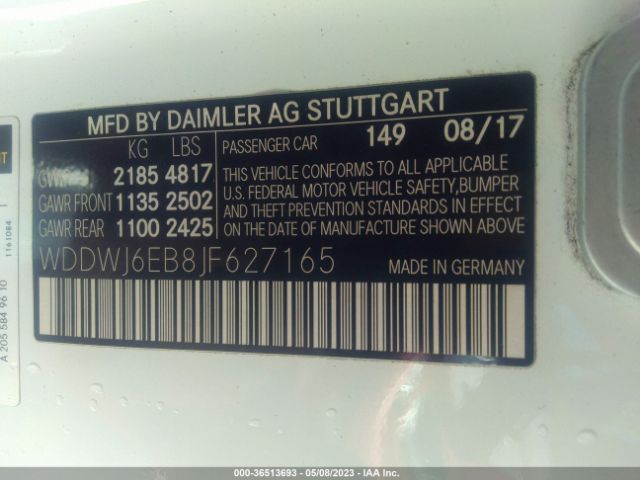 MFD BY DAIMLER AG STUTTGART
KG LBS
PASSENGER CAR 149 08/17
2185 4817
GAWR FRONT 1135 2502
GAWR REAR 1100 2425
THIS VEHICLE CONFORMS TO ALL APPLICABLE
U.S. FEDERAL MOTOR VEHICLE SAFETY,BUMPER
AND THEFT PREVENTION STANDARDS IN EFFECT
ON THE DATE OF MANUFACTURE SHOWN ABOVE.
WDDWJ6EB8JF627165 MADE IN GERMANY
A 205 584 96 10
1161084
000-36513693 - 05/08/2023 - IAAI.COM